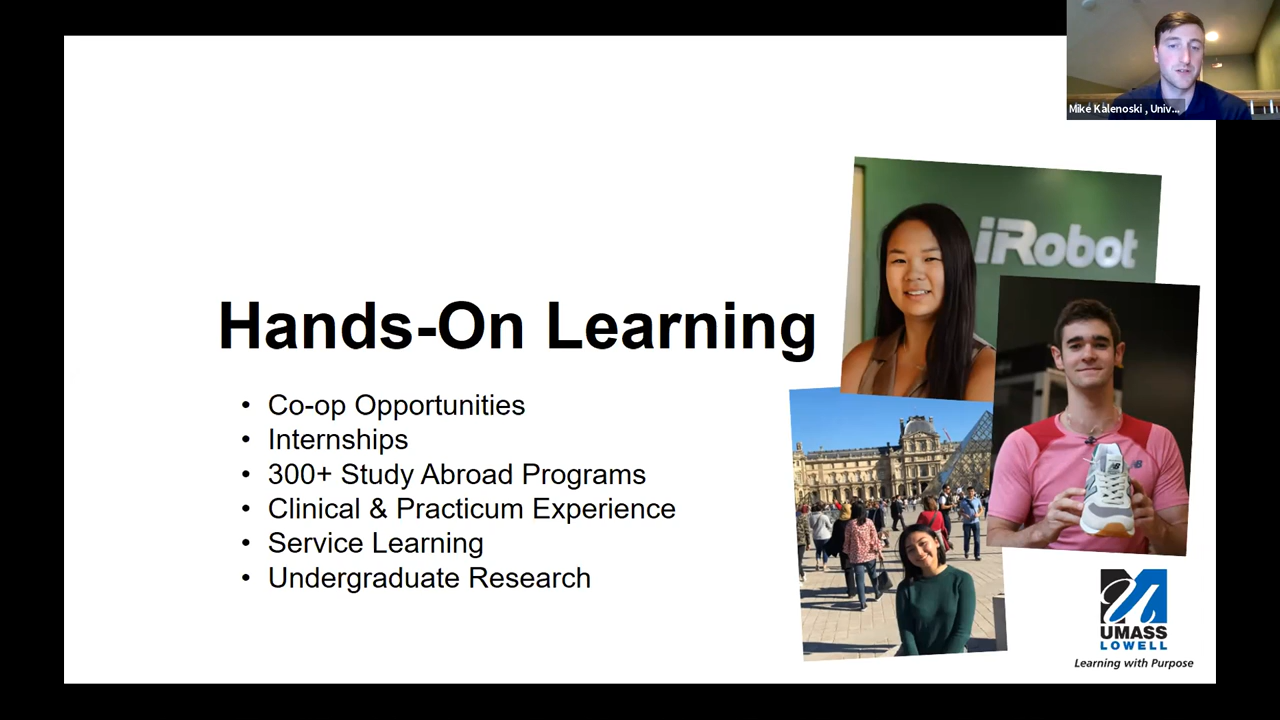 Mike Kalenoski , Univ...
iRobot
Hands-On Learning
• Co-op Opportunities
• Internships
• 300+ Study Abroad Programs
• Clinical & Practicum Experience
• Service Learning
• Undergraduate Research
UMASS
LOWELL
Learning with Purpose